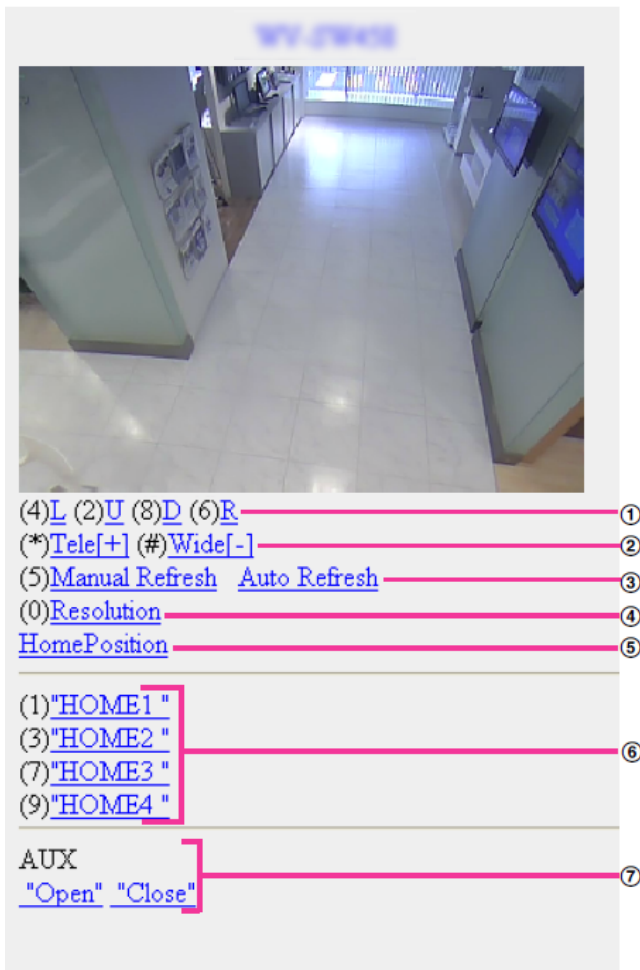 (4)L (2)U (8)D (6)R ①
(*)Tele[+] (#)Wide[-] ②
(5)Manual Refresh Auto Refresh ③
(0)Resolution ④
HomePosition ⑤
(1)"HOME1 "
(3)"HOME2 "
(7)"HOME3 " ⑥
(9)"HOME4 "
AUX
"Open" "Close" ⑦